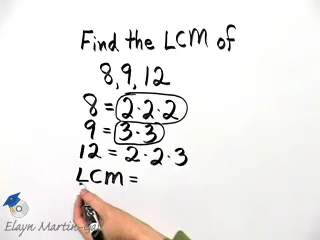 Find the LCM of
8, 9, 12
8 = 2·2·2
9 = 3·3
12 = 2·2·3
LCM =
Elayn Martin-